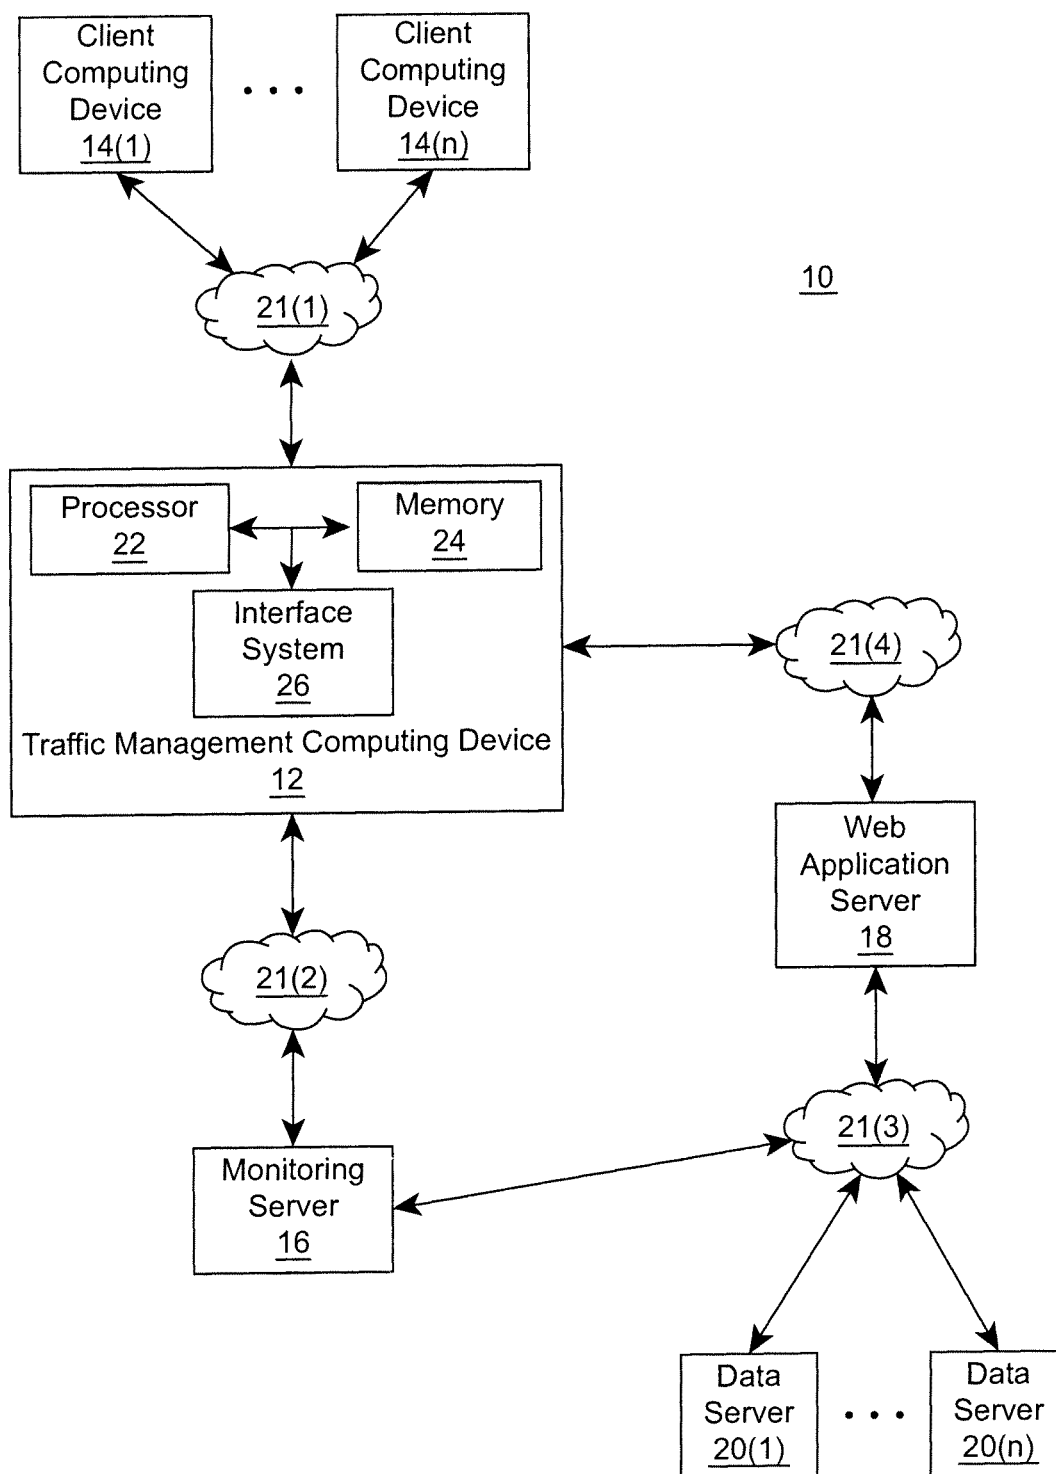 Client
Computing
Device
14(1)
Client
Computing
Device
14(n)
21(1)
10
Processor
22
Memory
24
Interface
System
26
Traffic Management Computing Device
12
21(4)
Web
Application
Server
18
21(2)
21(3)
Monitoring
Server
16
Data
Server
20(1)
Data
Server
20(n)